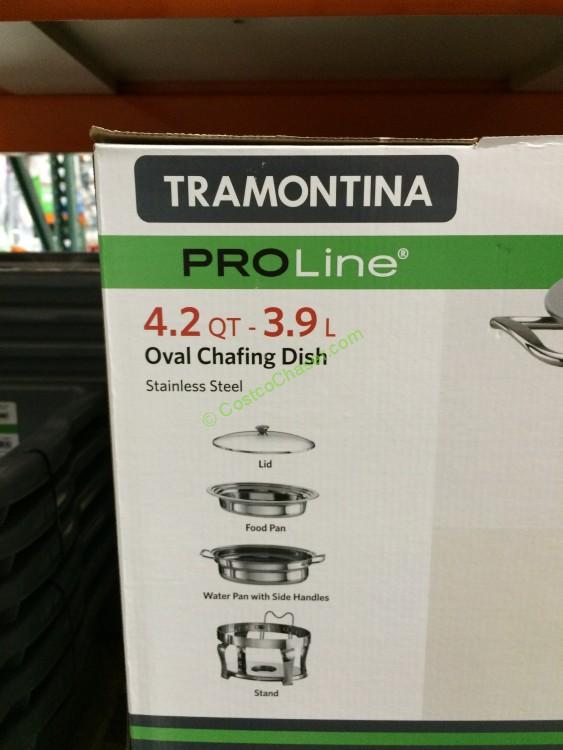 TRAMONTINA
PROLine®
4.2 QT - 3.9 L
Oval Chafing Dish
Stainless Steel
© CostcoChaser.com
Lid
Food Pan
Water Pan with Side Handles
Stand